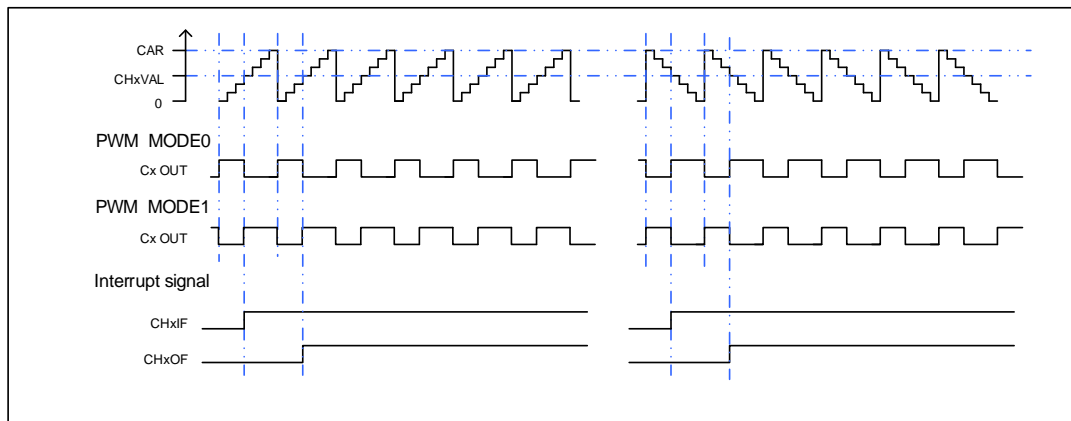 CAR
CHxVAL
0
PWM MODE0
Cx OUT
PWM MODE1
Cx OUT
Interrupt signal
CHxIF
CHxOF